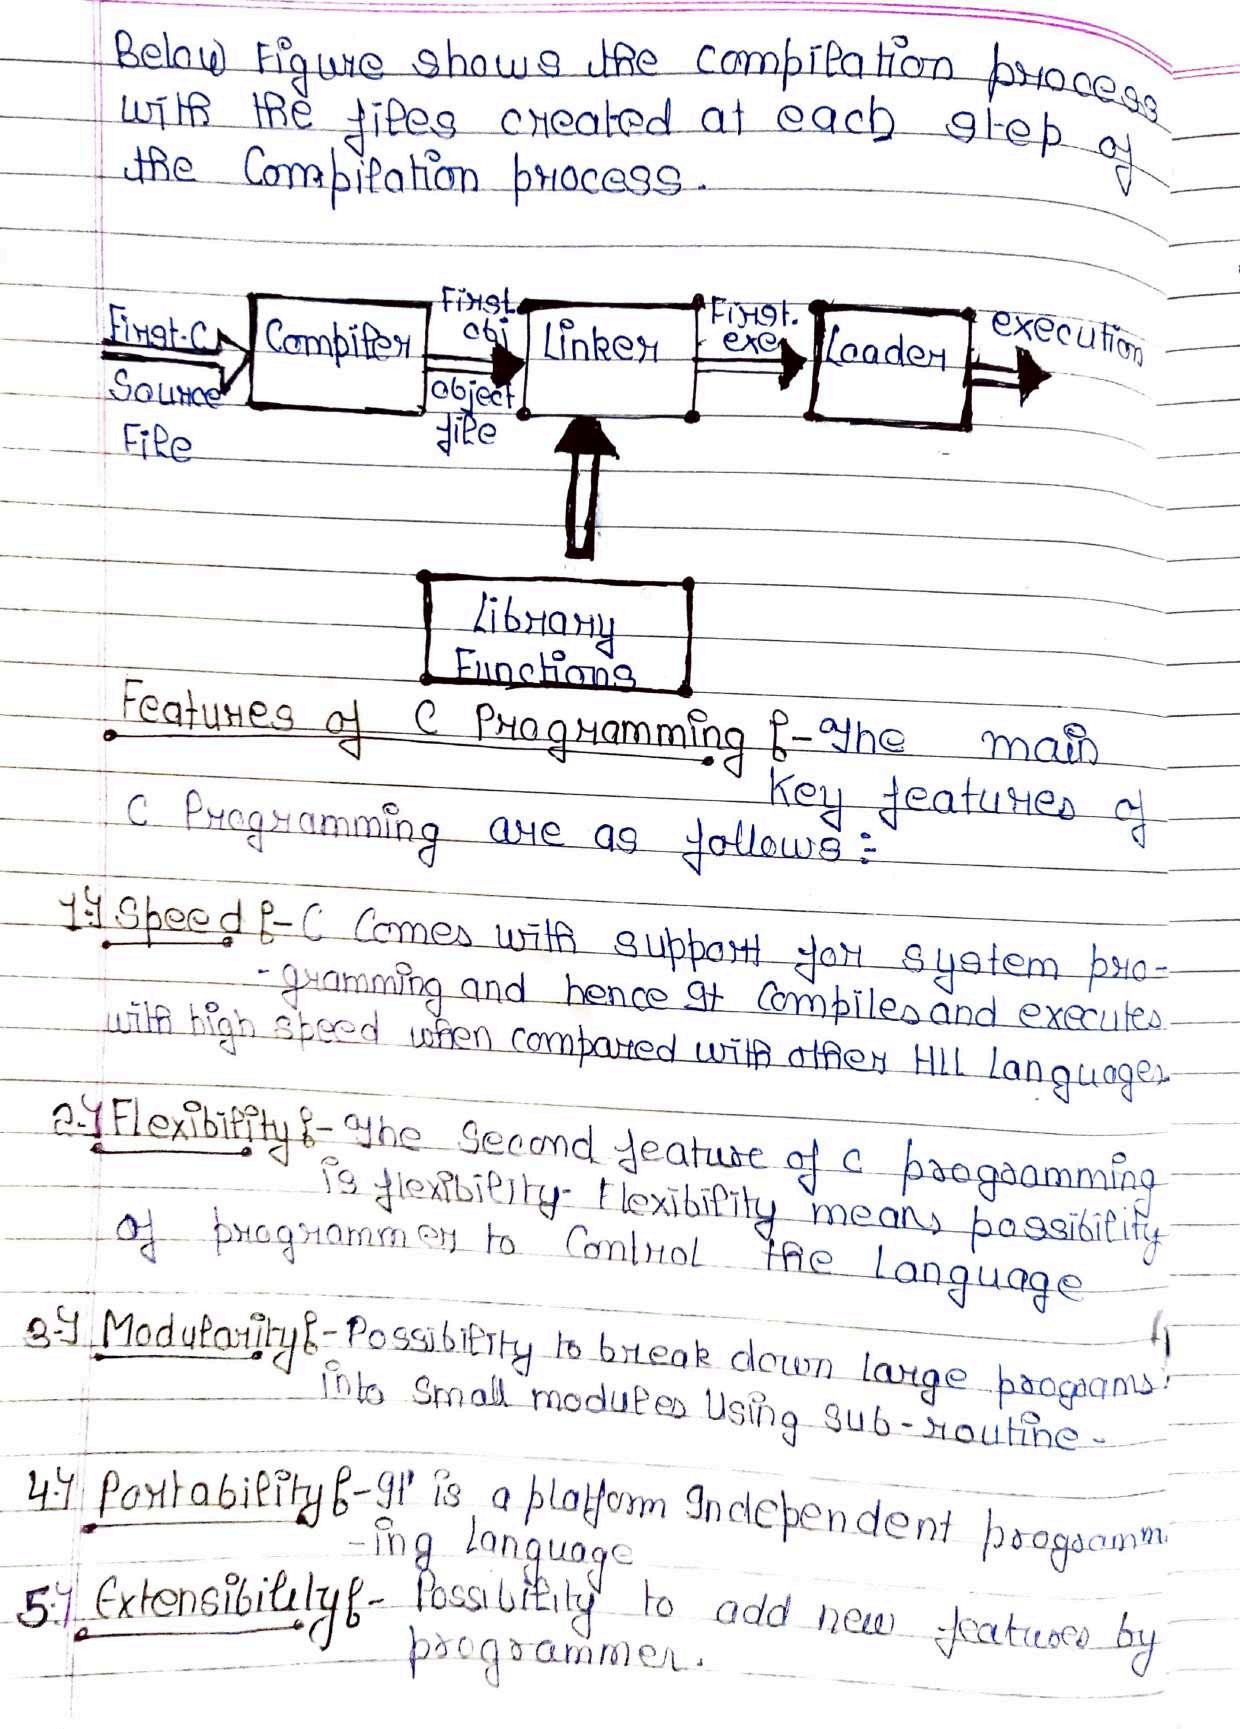 Below Figure shows the compilation process
with the files created at each step of
the Compilation process.
First.C
Source
File
Compiler
First.
obj
object
file
Linker
First.
exe
Loader
execution
Library
Functions
Features of C Programming :- The main
Key features of
C Programming are as follows :-
1.) Speed :- C Comes with support for system pro-
-gramming and hence It Compiles and executes
with high speed when compared with other HLL Languages.
2.) Flexibility :- The Second feature of C programming
is flexibility. Flexibility means possibility
of programmer to Control the Language
3.) Modularity :- Possibility to break down large programs
into Small modules Using sub-routine.
4.) Portability :- It is a platform Independent programm
-ing Language
5.) Extensibility :- Possibility to add new features by
programmer.